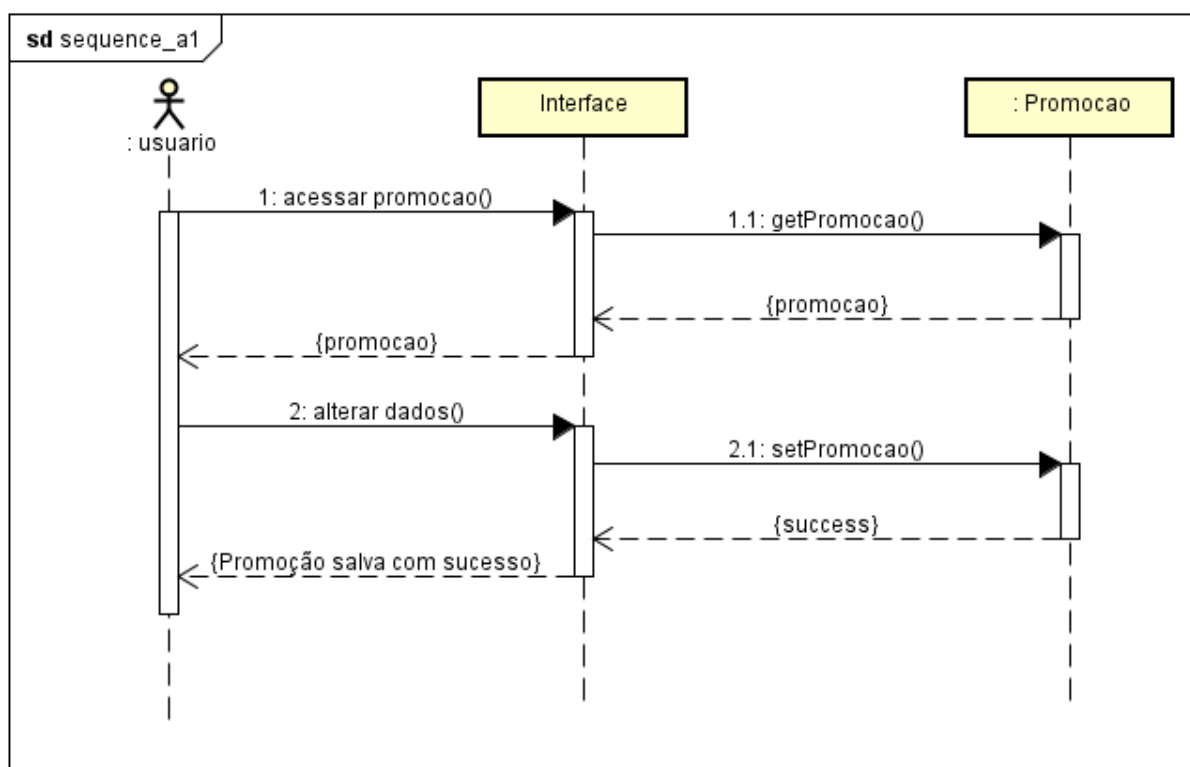 sd sequence_a1
: usuario
Interface
: Promocao
1: acessar promocao()
1.1: getPromocao()
{promocao}
{promocao}
2: alterar dados()
2.1: setPromocao()
{success}
{Promoção salva com sucesso}